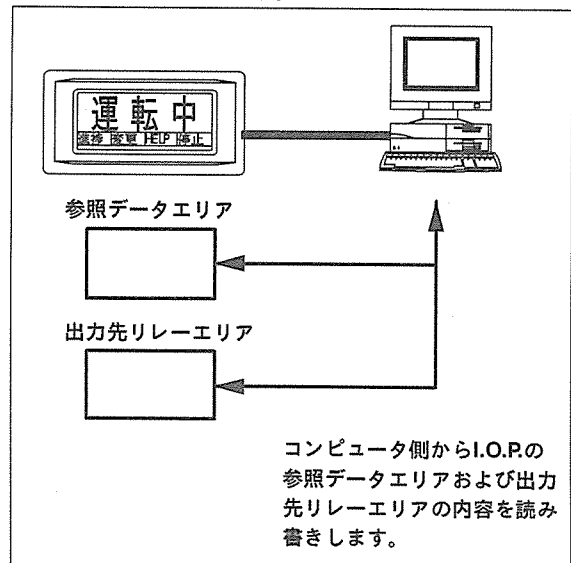 運転中
変更 HELP 停止
参照データエリア
出力先リレーエリア
コンピュータ側からI.O.P.の
参照データエリアおよび出力
先リレーエリアの内容を読み
書きします。